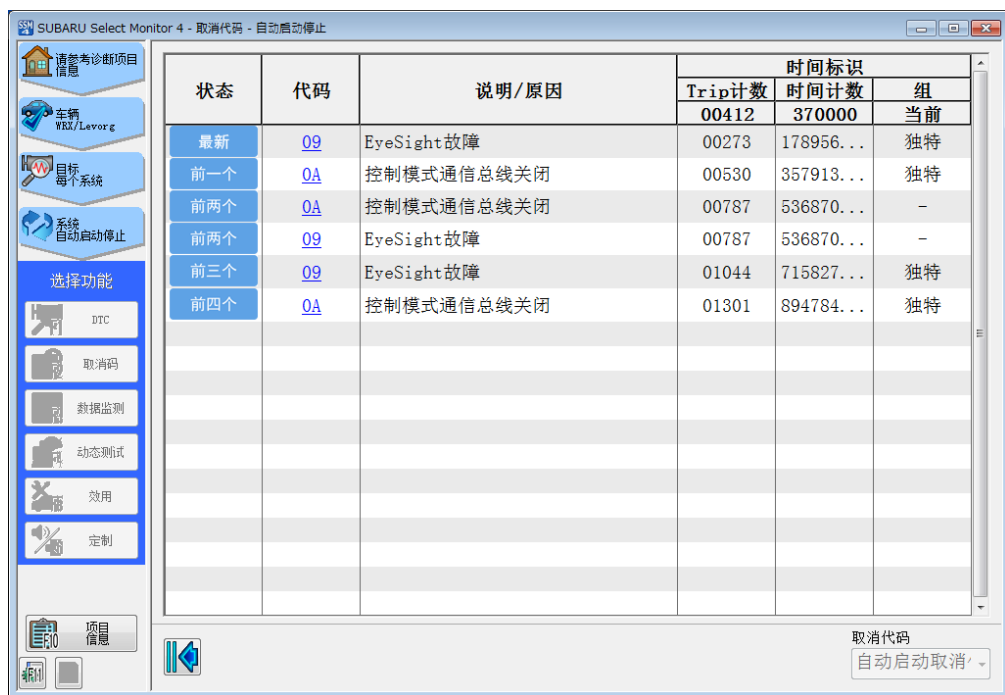 SUBARU Select Monitor 4 - 取消代码 - 自动启动停止
请参考诊断项目
信息
车辆
WRX/Levorg
目标
每个系统
系统
自动启动停止
选择功能
DTC
取消码
数据监测
动态测试
效用
定制
F10 项目
信息
F11
状态 代码 说明/原因 时间标识
Trip计数 时间计数 组
00412 370000 当前
最新 09 EyeSight故障 00273 178956... 独特
前一个 0A 控制模式通信总线关闭 00530 357913... 独特
前两个 0A 控制模式通信总线关闭 00787 536870... -
前两个 09 EyeSight故障 00787 536870... -
前三个 09 EyeSight故障 01044 715827... 独特
前四个 0A 控制模式通信总线关闭 01301 894784... 独特
取消代码
自动启动取消